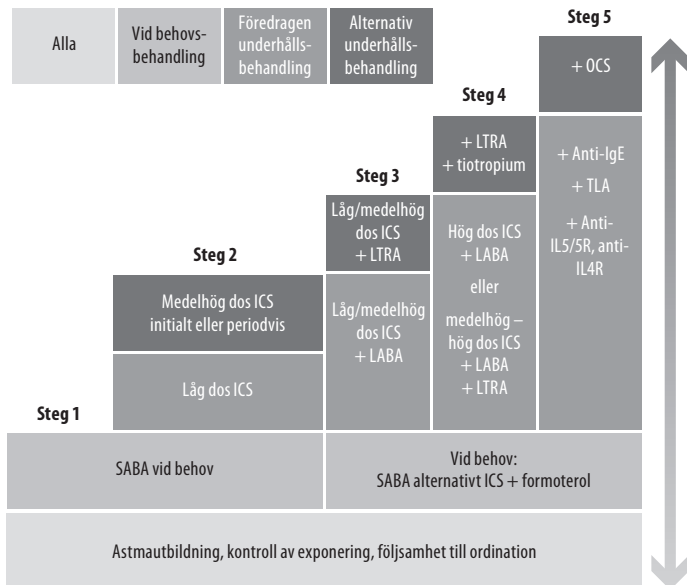 Alla
Vid behovs-
behandling
Föredragen
underhålls-
behandling
Alternativ
underhålls-
behandling
Steg 5
+ OCS
+ Anti-IgE
+ TLA
+ Anti-
IL5/5R, anti-
IL4R
Steg 4
+ LTRA
+ tiotropium
Hög dos ICS
+ LABA
eller
medelhög –
hög dos ICS
+ LABA
+ LTRA
Steg 3
Låg/medelhög
dos ICS
+ LTRA
Låg/medelhög
dos ICS
+ LABA
Steg 2
Medelhög dos ICS
initialt eller periodvis
Låg dos ICS
Steg 1
SABA vid behov
Vid behov:
SABA alternativt ICS + formoterol
Astmautbildning, kontroll av exponering, följsamhet till ordination